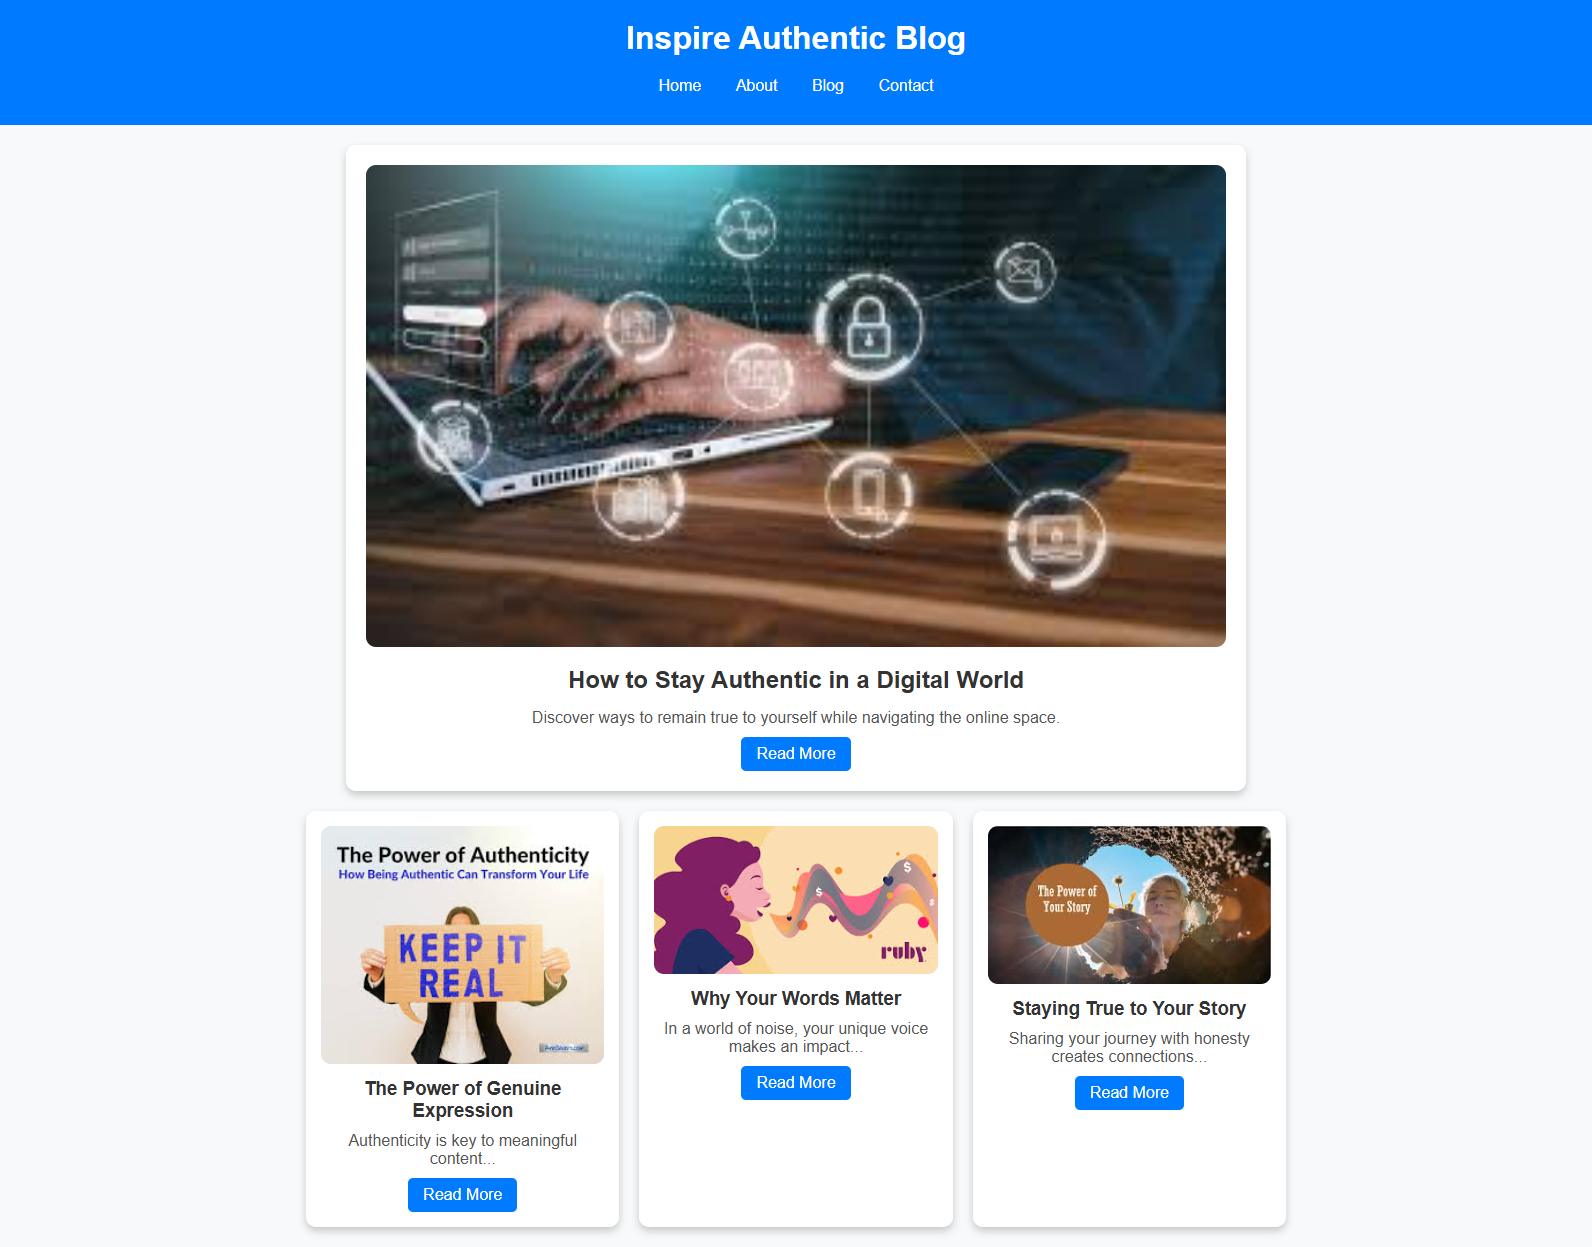 Inspire Authentic Blog
Home About Blog Contact
How to Stay Authentic in a Digital World
Discover ways to remain true to yourself while navigating the online space.
Read More
The Power of Authenticity
How Being Authentic Can Transform Your Life
KEEP IT
REAL
The Power of Genuine
Expression
Authenticity is key to meaningful
content...
Read More
$
$
$
ruby
Why Your Words Matter
In a world of noise, your unique voice
makes an impact...
Read More
The Power of
Your Story
Staying True to Your Story
Sharing your journey with honesty
creates connections...
Read More